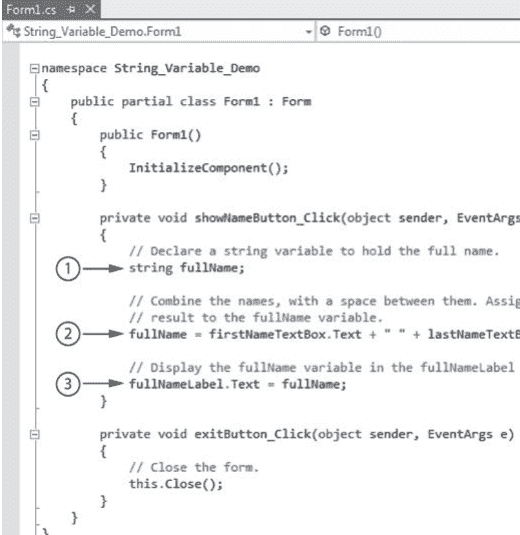 Form1.cs
String_Variable_Demo.Form1 Form1()
namespace String_Variable_Demo
{
public partial class Form1 : Form
{
public Form1()
{
InitializeComponent();
}
private void showNameButton_Click(object sender, EventArgs
{
// Declare a string variable to hold the full name.
1 string fullName;
// Combine the names, with a space between them. Assig
// result to the fullName variable.
2 fullName = firstNameTextBox.Text + " " + lastNameTextB
// Display the fullName variable in the fullNameLabel
3 fullNameLabel.Text = fullName;
}
private void exitButton_Click(object sender, EventArgs e)
{
// Close the form.
this.Close();
}
}
}